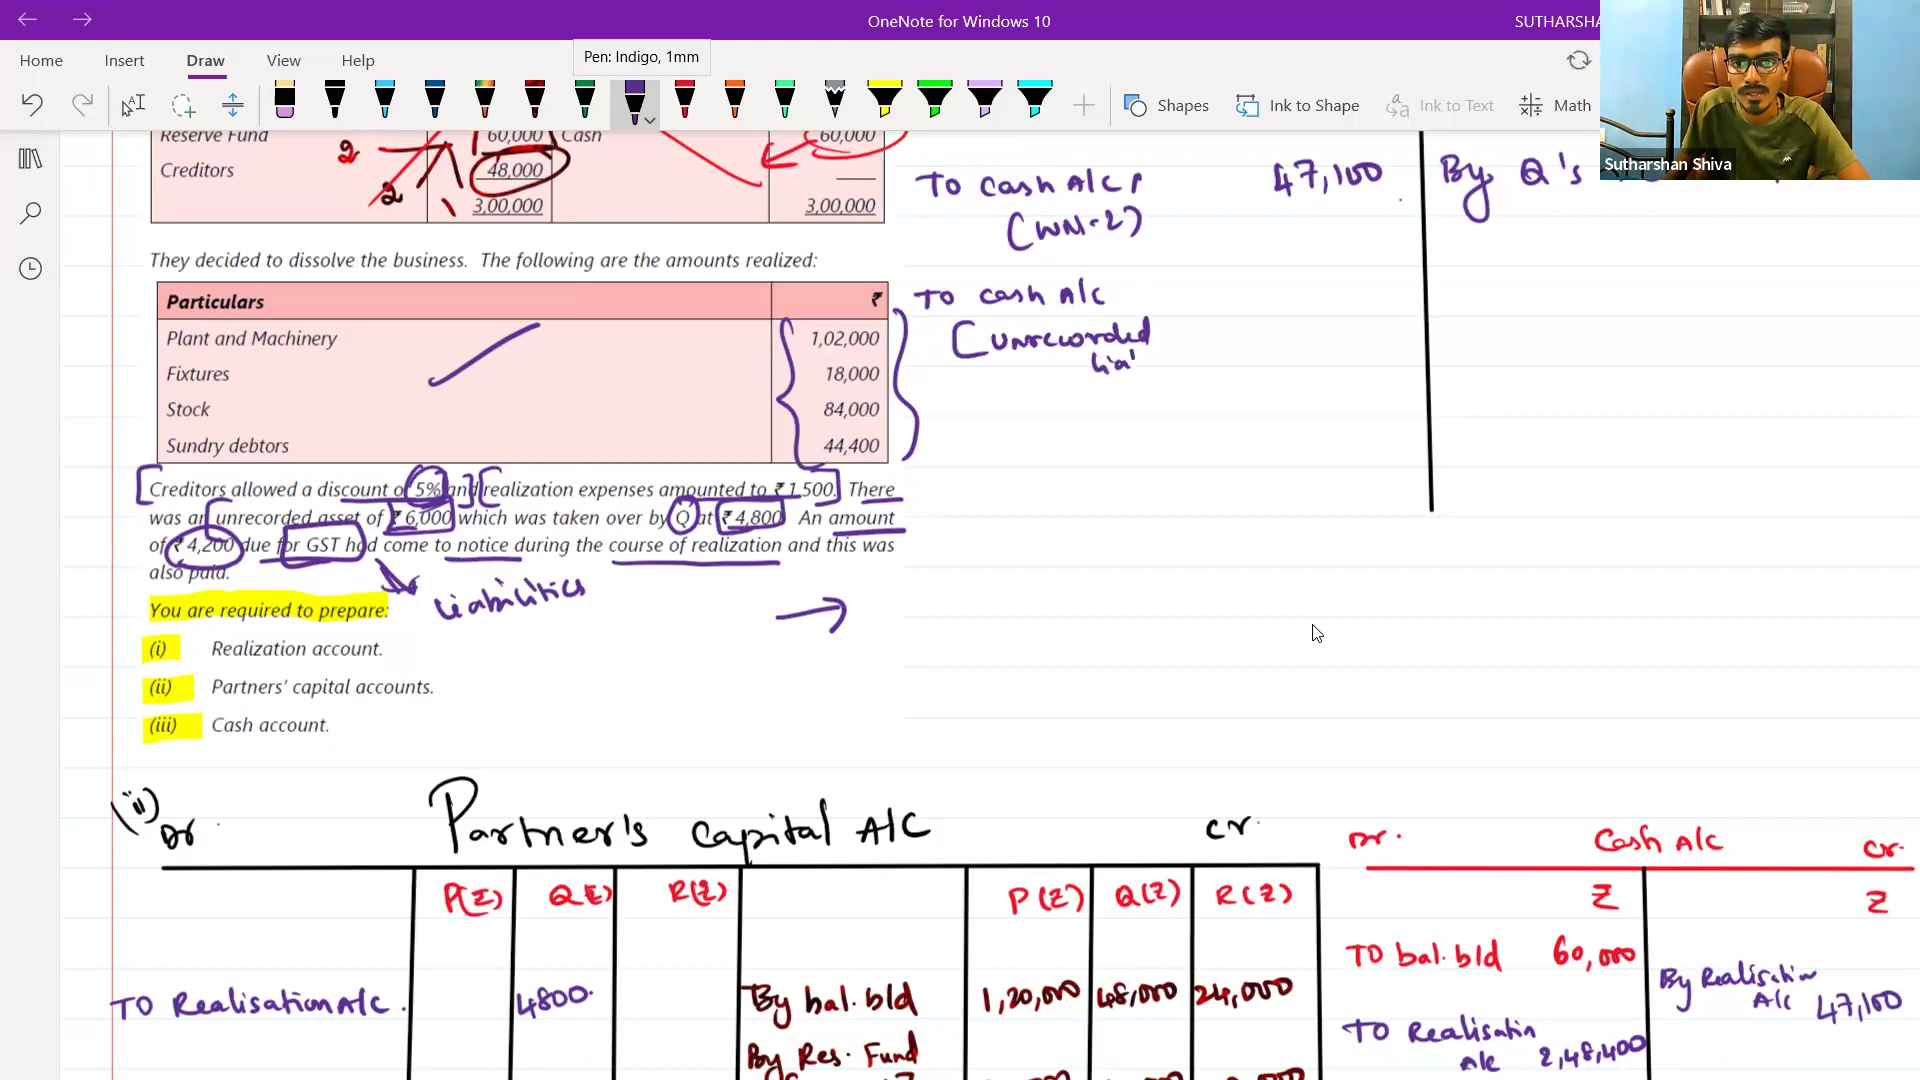 OneNote for Windows 10
SUTHARSHA
Home Insert Draw View Help
Pen: Indigo, 1mm
Shapes Ink to Shape Ink to Text Math
Sutharshan Shiva
Reserve Fund 60,000 Cash 60,000
2
Creditors 48,000
2
3,00,000 3,00,000
They decided to dissolve the business. The following are the amounts realized:
Particulars ₹
Plant and Machinery 1,02,000
Fixtures 18,000
Stock 84,000
Sundry debtors 44,400
Creditors allowed a discount of 5% and realization expenses amounted to ₹ 1,500. There
was an unrecorded asset of ₹ 6,000 which was taken over by Q at ₹ 4,800. An amount
of ₹ 4,200 due for GST had come to notice during the course of realization and this was
also paid.
Liabilities
You are required to prepare:
(i) Realization account.
(ii) Partners' capital accounts.
(iii) Cash account.
To cash A/c 47,100 By Q's
(WN-2)
To cash A/c
[unrecorded
lia'
(ii) Dr Partner's capital A/C cr.
P(₹) Q(₹) R(₹) P(₹) Q(₹) R(₹)
To Realisation A/c. 4800. By bal. b/d 1,20,000 48,000 24,000
By Res. Fund
Dr. Cash A/c cr.
₹ ₹
To bal. b/d 60,000
By Realisation
A/c 47,100
To Realisatin
A/c 2,48,400